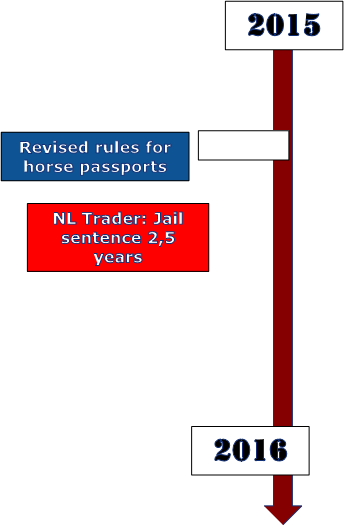 2015
Revised rules for
horse passports
NL Trader: Jail
sentence 2,5
years
2016